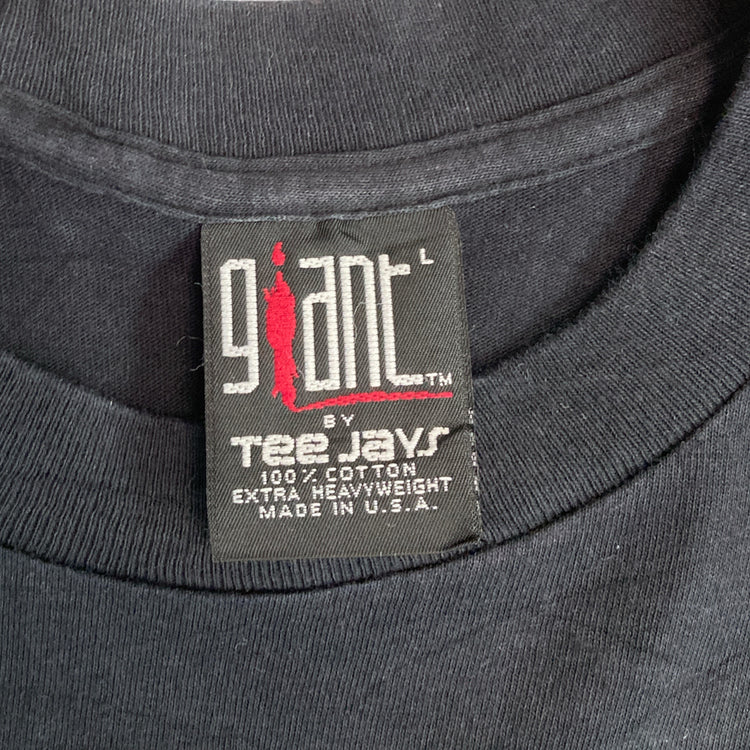 giant L
TM
BY
TEE JAYS
100% COTTON
EXTRA HEAVYWEIGHT
MADE IN U.S.A.